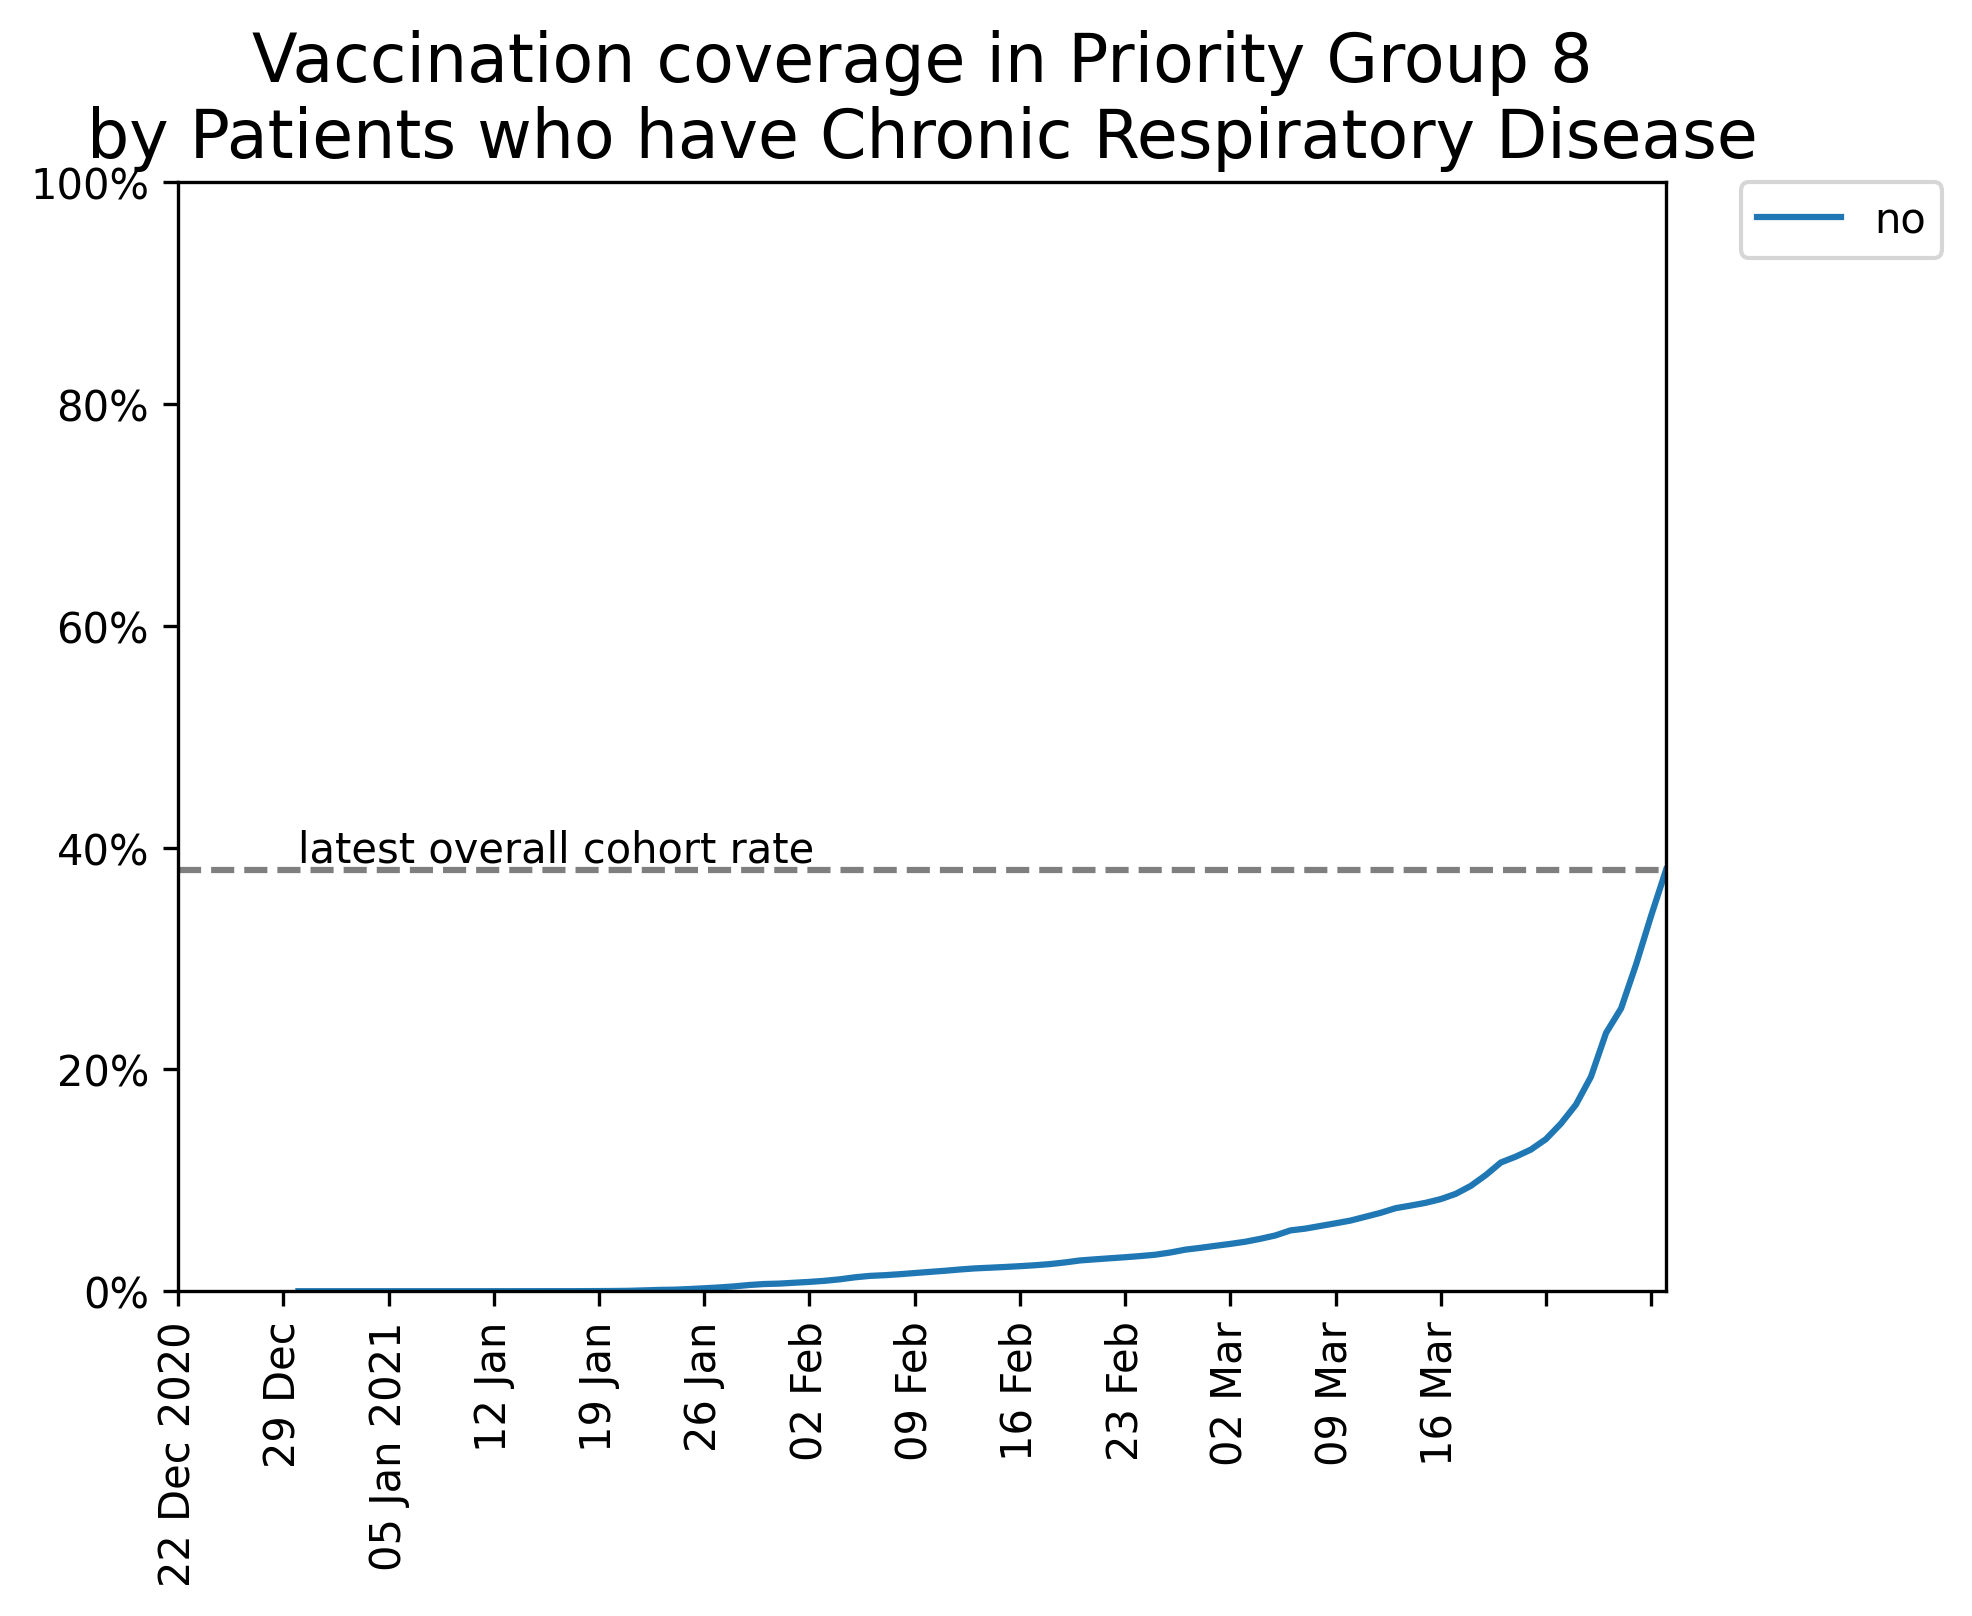 Vaccination coverage in Priority Group 8
by Patients who have Chronic Respiratory Disease
100%
80%
60%
40%
20%
0%
no
latest overall cohort rate
22 Dec 2020
29 Dec
05 Jan 2021
12 Jan
19 Jan
26 Jan
02 Feb
09 Feb
16 Feb
23 Feb
02 Mar
09 Mar
16 Mar